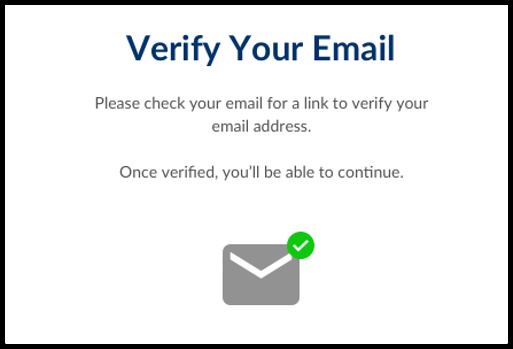 Verify Your Email
Please check your email for a link to verify your
email address.
Once verified, you'll be able to continue.